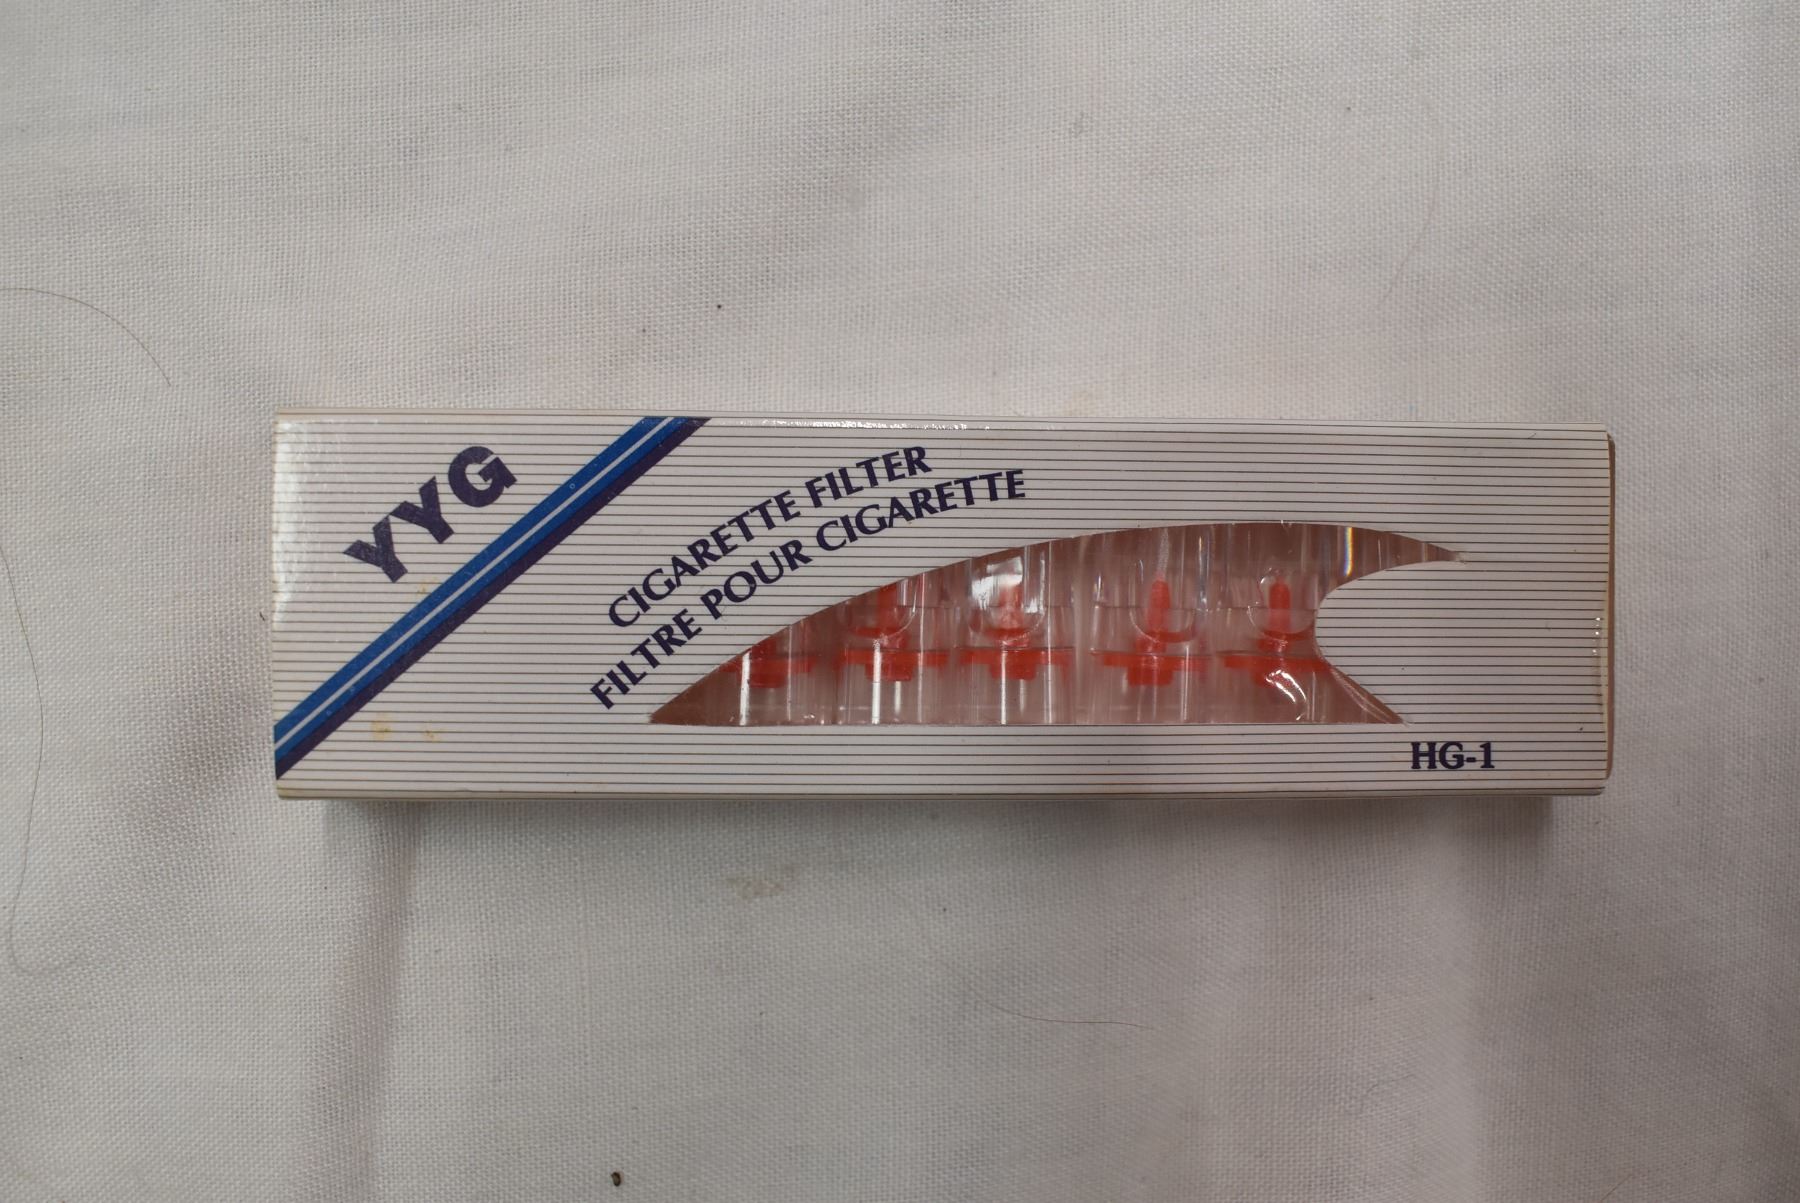 YYG
CIGARETTE FILTER
FILTRE POUR CIGARETTE
HG-1